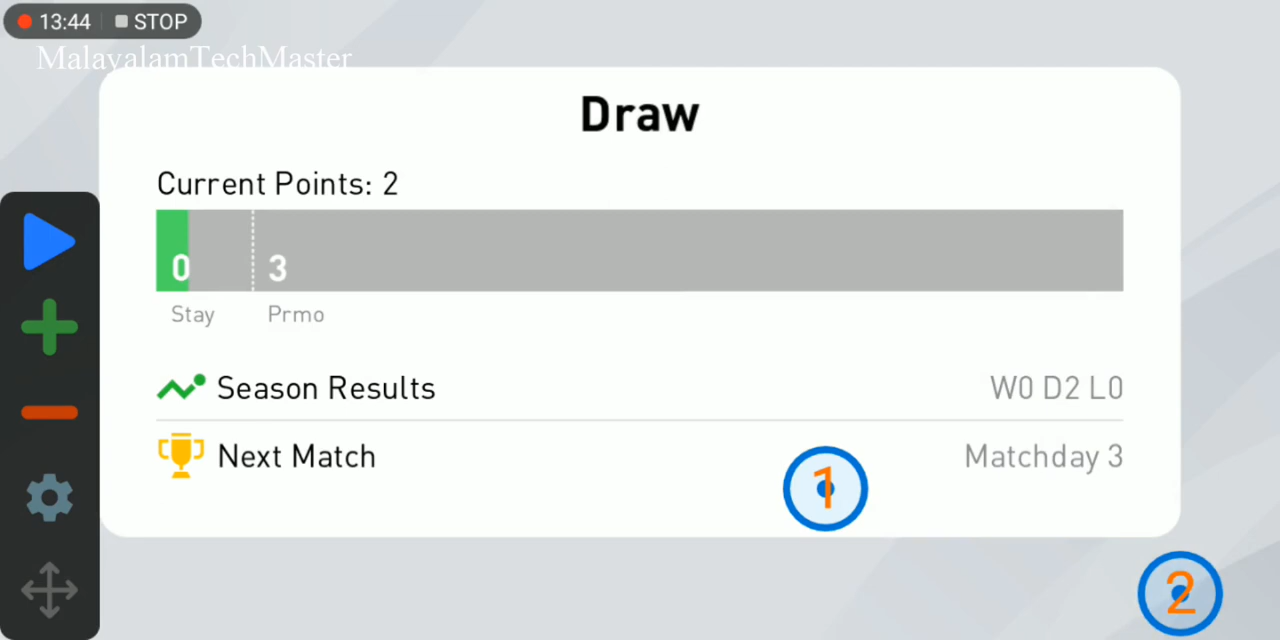 13:44 STOP
MalayalamTechMaster
Draw
Current Points: 2
0 3
Stay Prmo
Season Results W0 D2 L0
Next Match Matchday 3
1
2